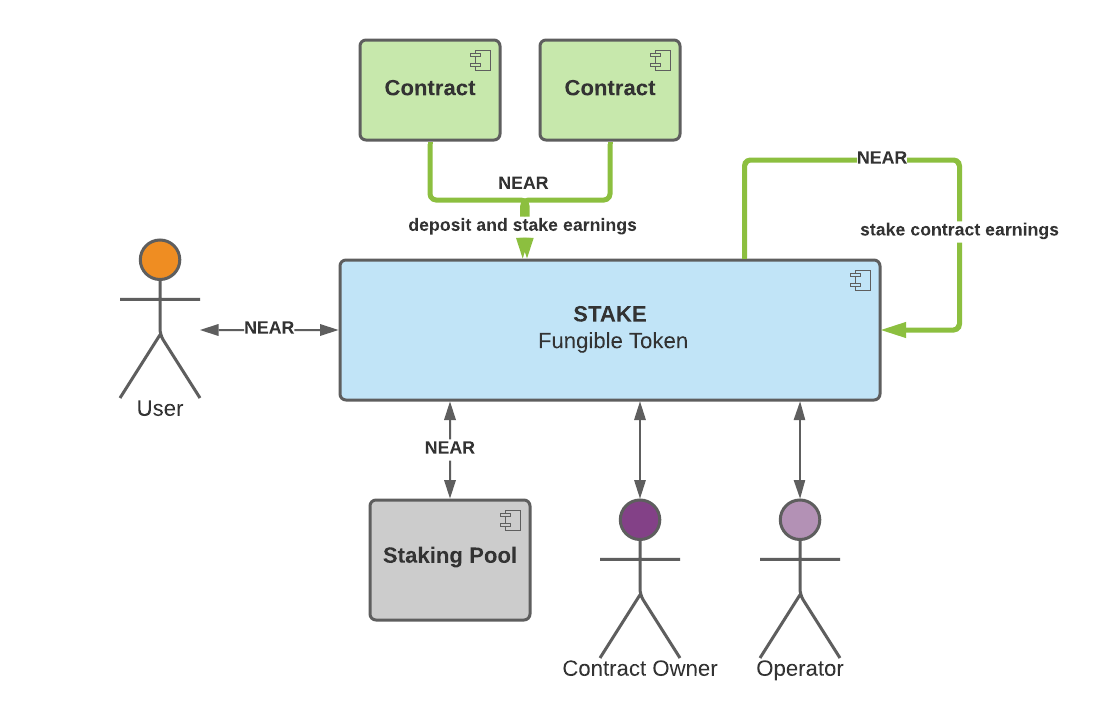 Contract
Contract
NEAR
NEAR
deposit and stake earnings
stake contract earnings
STAKE
Fungible Token
NEAR
User
NEAR
Staking Pool
Contract Owner
Operator